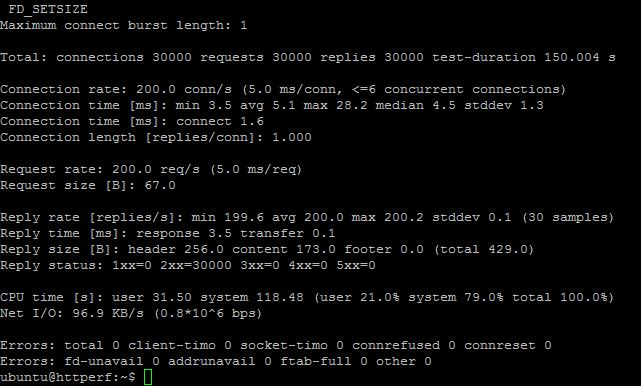 FD_SETSIZE
Maximum connect burst length: 1
Total: connections 30000 requests 30000 replies 30000 test-duration 150.004 s
Connection rate: 200.0 conn/s (5.0 ms/conn, <=6 concurrent connections)
Connection time [ms]: min 3.5 avg 5.1 max 28.2 median 4.5 stddev 1.3
Connection time [ms]: connect 1.6
Connection length [replies/conn]: 1.000
Request rate: 200.0 req/s (5.0 ms/req)
Request size [B]: 67.0
Reply rate [replies/s]: min 199.6 avg 200.0 max 200.2 stddev 0.1 (30 samples)
Reply time [ms]: response 3.5 transfer 0.1
Reply size [B]: header 256.0 content 173.0 footer 0.0 (total 429.0)
Reply status: 1xx=0 2xx=30000 3xx=0 4xx=0 5xx=0
CPU time [s]: user 31.50 system 118.48 (user 21.0% system 79.0% total 100.0%)
Net I/O: 96.9 KB/s (0.8*10^6 bps)
Errors: total 0 client-timo 0 socket-timo 0 connrefused 0 connreset 0
Errors: fd-unavail 0 addrunavail 0 ftab-full 0 other 0
ubuntu@httperf:~$